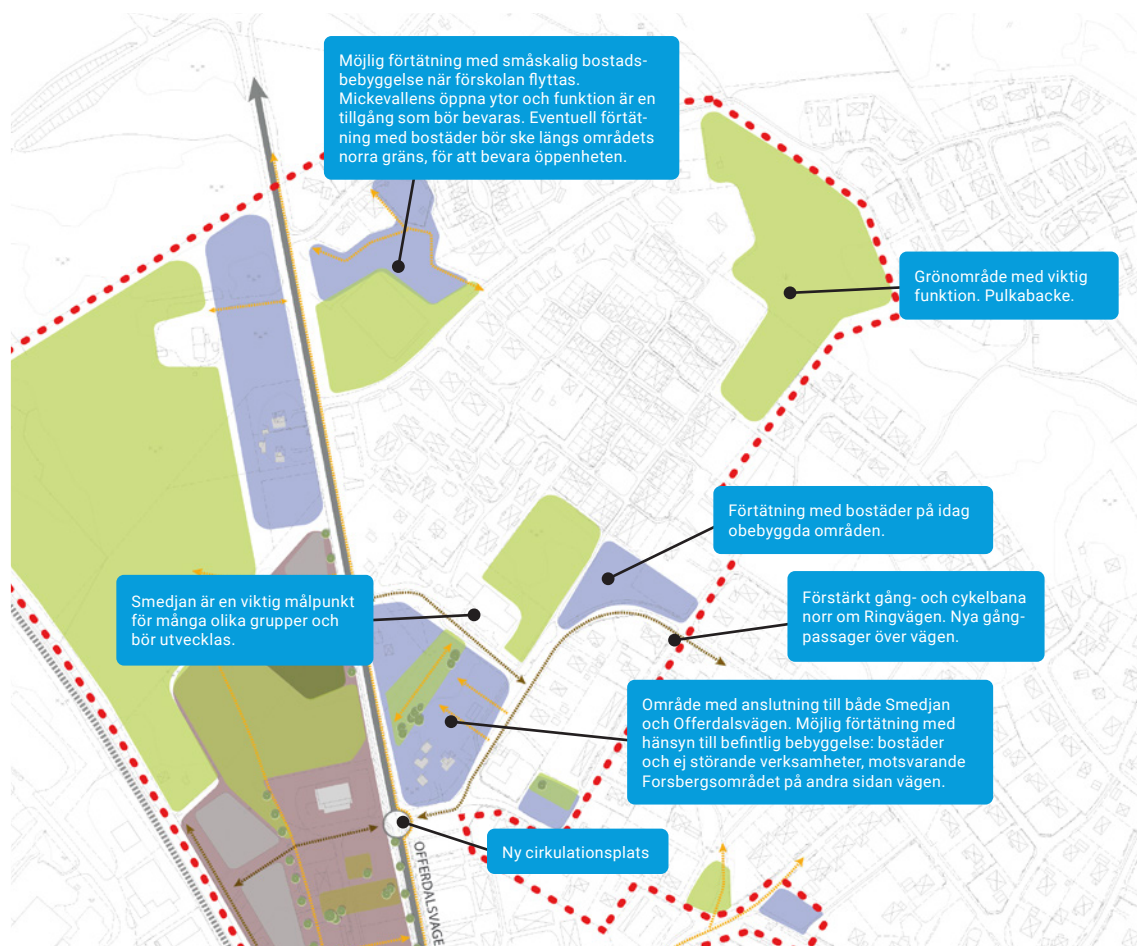 Möjlig förtätning med småskalig bostads-
bebyggelse när förskolan flyttas.
Mickevallens öppna ytor och funktion är en
tillgång som bör bevaras. Eventuell förtät-
ning med bostäder bör ske längs områdets
norra gräns, för att bevara öppenheten.
Grönområde med viktig
funktion. Pulkabacke.
Förtätning med bostäder på idag
obebyggda områden.
Smedjan är en viktig målpunkt
för många olika grupper och
bör utvecklas.
Förstärkt gång- och cykelbana
norr om Ringvägen. Nya gång-
passager över vägen.
Område med anslutning till både Smedjan
och Offerdalsvägen. Möjlig förtätning med
hänsyn till befintlig bebyggelse: bostäder
och ej störande verksamheter, motsvarande
Forsbergsområdet på andra sidan vägen.
Ny cirkulationsplats
OFFERDALSVÄGE